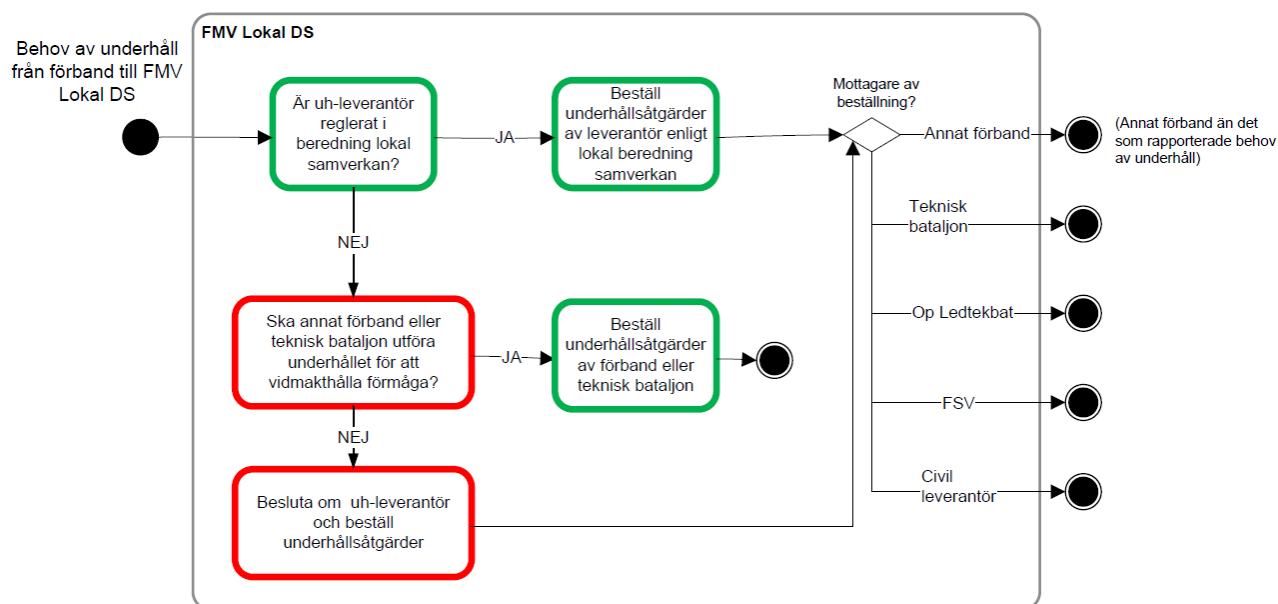 FMV Lokal DS
Behov av underhåll
från förband till FMV
Lokal DS
Är uh-leverantör
reglerat i
beredning lokal
samverkan?
JA
Beställ
underhållsåtgärder
av leverantör enligt
lokal beredning
samverkan
Mottagare av
beställning?
Annat förband
(Annat förband än det
som rapporterade behov
av underhåll)
Teknisk
bataljon
NEJ
Ska annat förband eller
teknisk bataljon utföra
underhållet för att
vidmakthålla förmåga?
JA
Beställ
underhållsåtgärder
av förband eller
teknisk bataljon
Op Ledtekbat
FSV
NEJ
Besluta om uh-leverantör
och beställ
underhållsåtgärder
Civil
leverantör